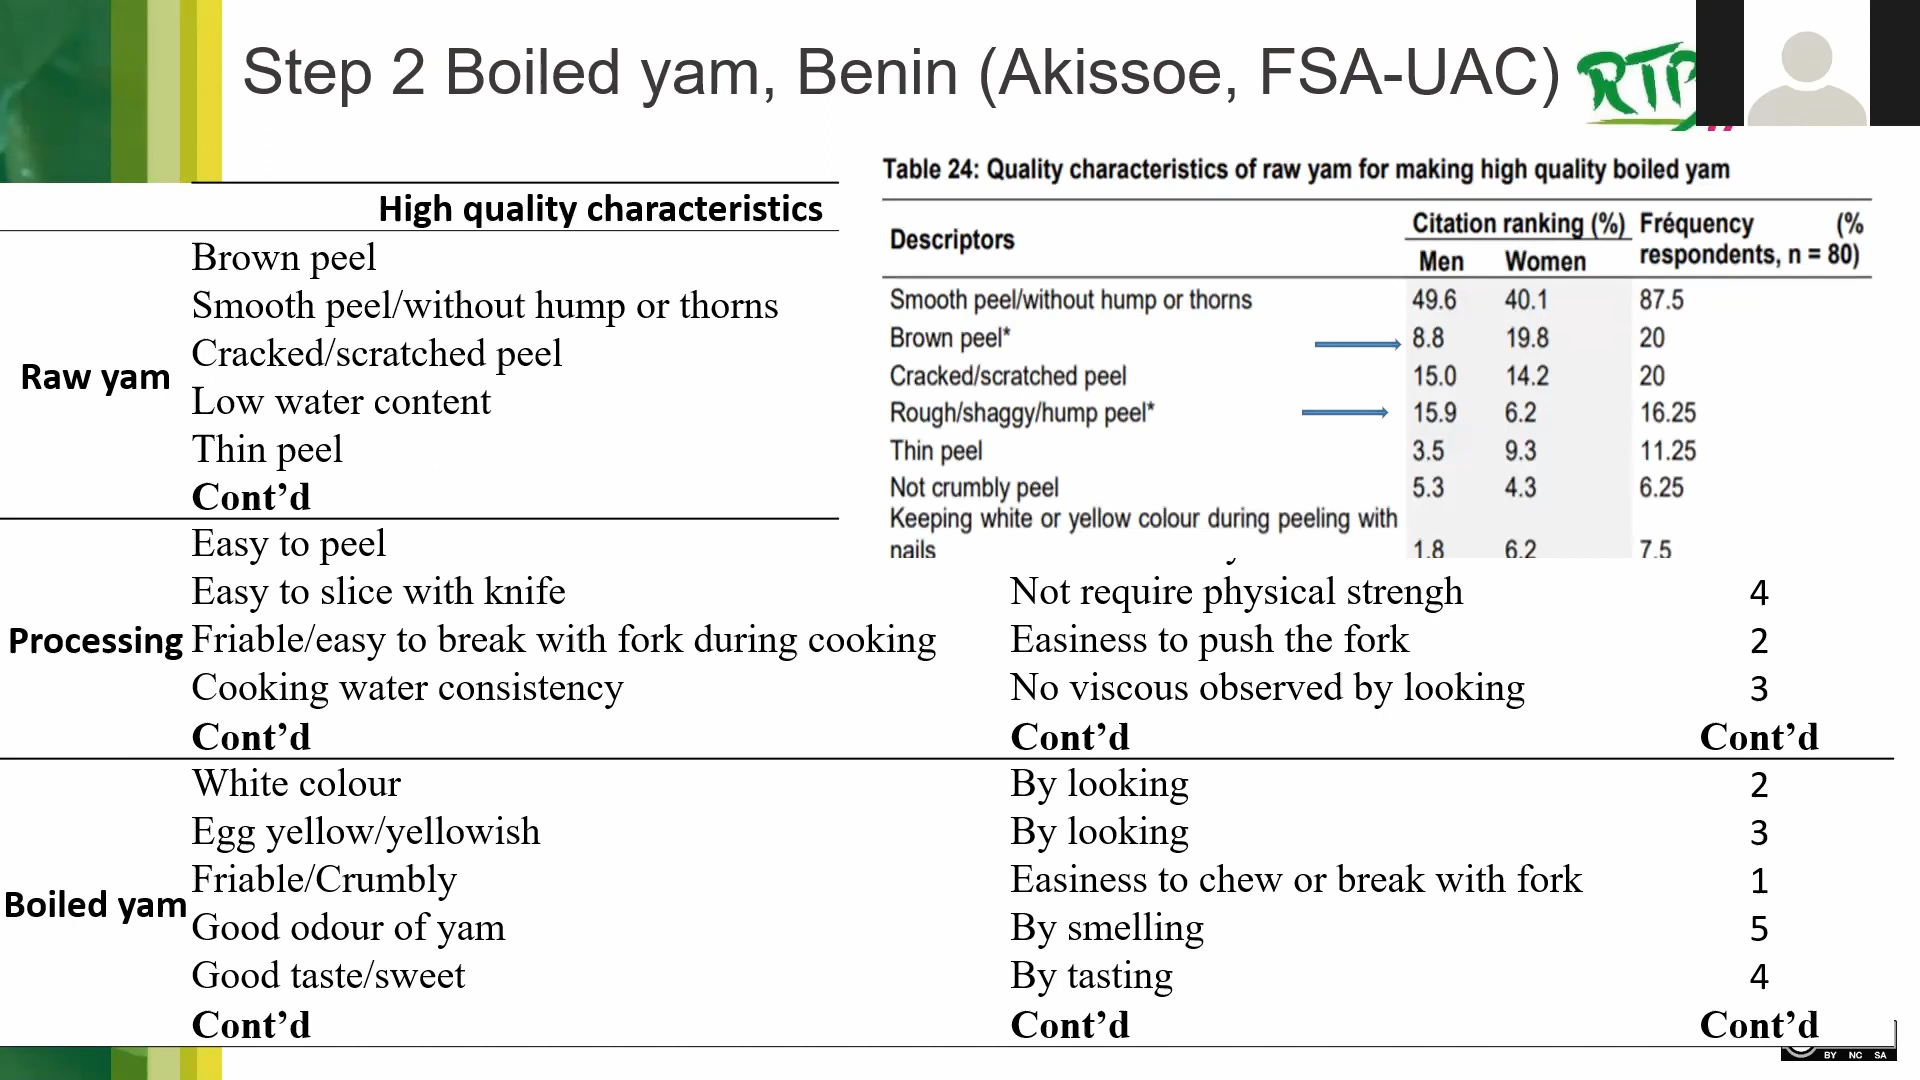 Step 2 Boiled yam, Benin (Akissoe, FSA-UAC)
RTB
High quality characteristics
Raw yam
Brown peel
Smooth peel/without hump or thorns
Cracked/scratched peel
Low water content
Thin peel
Cont’d
Table 24: Quality characteristics of raw yam for making high quality boiled yam
Descriptors Citation ranking (%) Fréquency (%
Men Women respondents, n = 80)
Smooth peel/without hump or thorns 49.6 40.1 87.5
Brown peel* 8.8 19.8 20
Cracked/scratched peel 15.0 14.2 20
Rough/shaggy/hump peel* 15.9 6.2 16.25
Thin peel 3.5 9.3 11.25
Not crumbly peel 5.3 4.3 6.25
Keeping white or yellow colour during peeling with
nails 1.8 6.2 7.5
Processing
Easy to peel
Easy to slice with knife Not require physical strengh 4
Friable/easy to break with fork during cooking Easiness to push the fork 2
Cooking water consistency No viscous observed by looking 3
Cont’d Cont’d Cont’d
Boiled yam
White colour By looking 2
Egg yellow/yellowish By looking 3
Friable/Crumbly Easiness to chew or break with fork 1
Good odour of yam By smelling 5
Good taste/sweet By tasting 4
Cont’d Cont’d Cont’d
BY NC SA